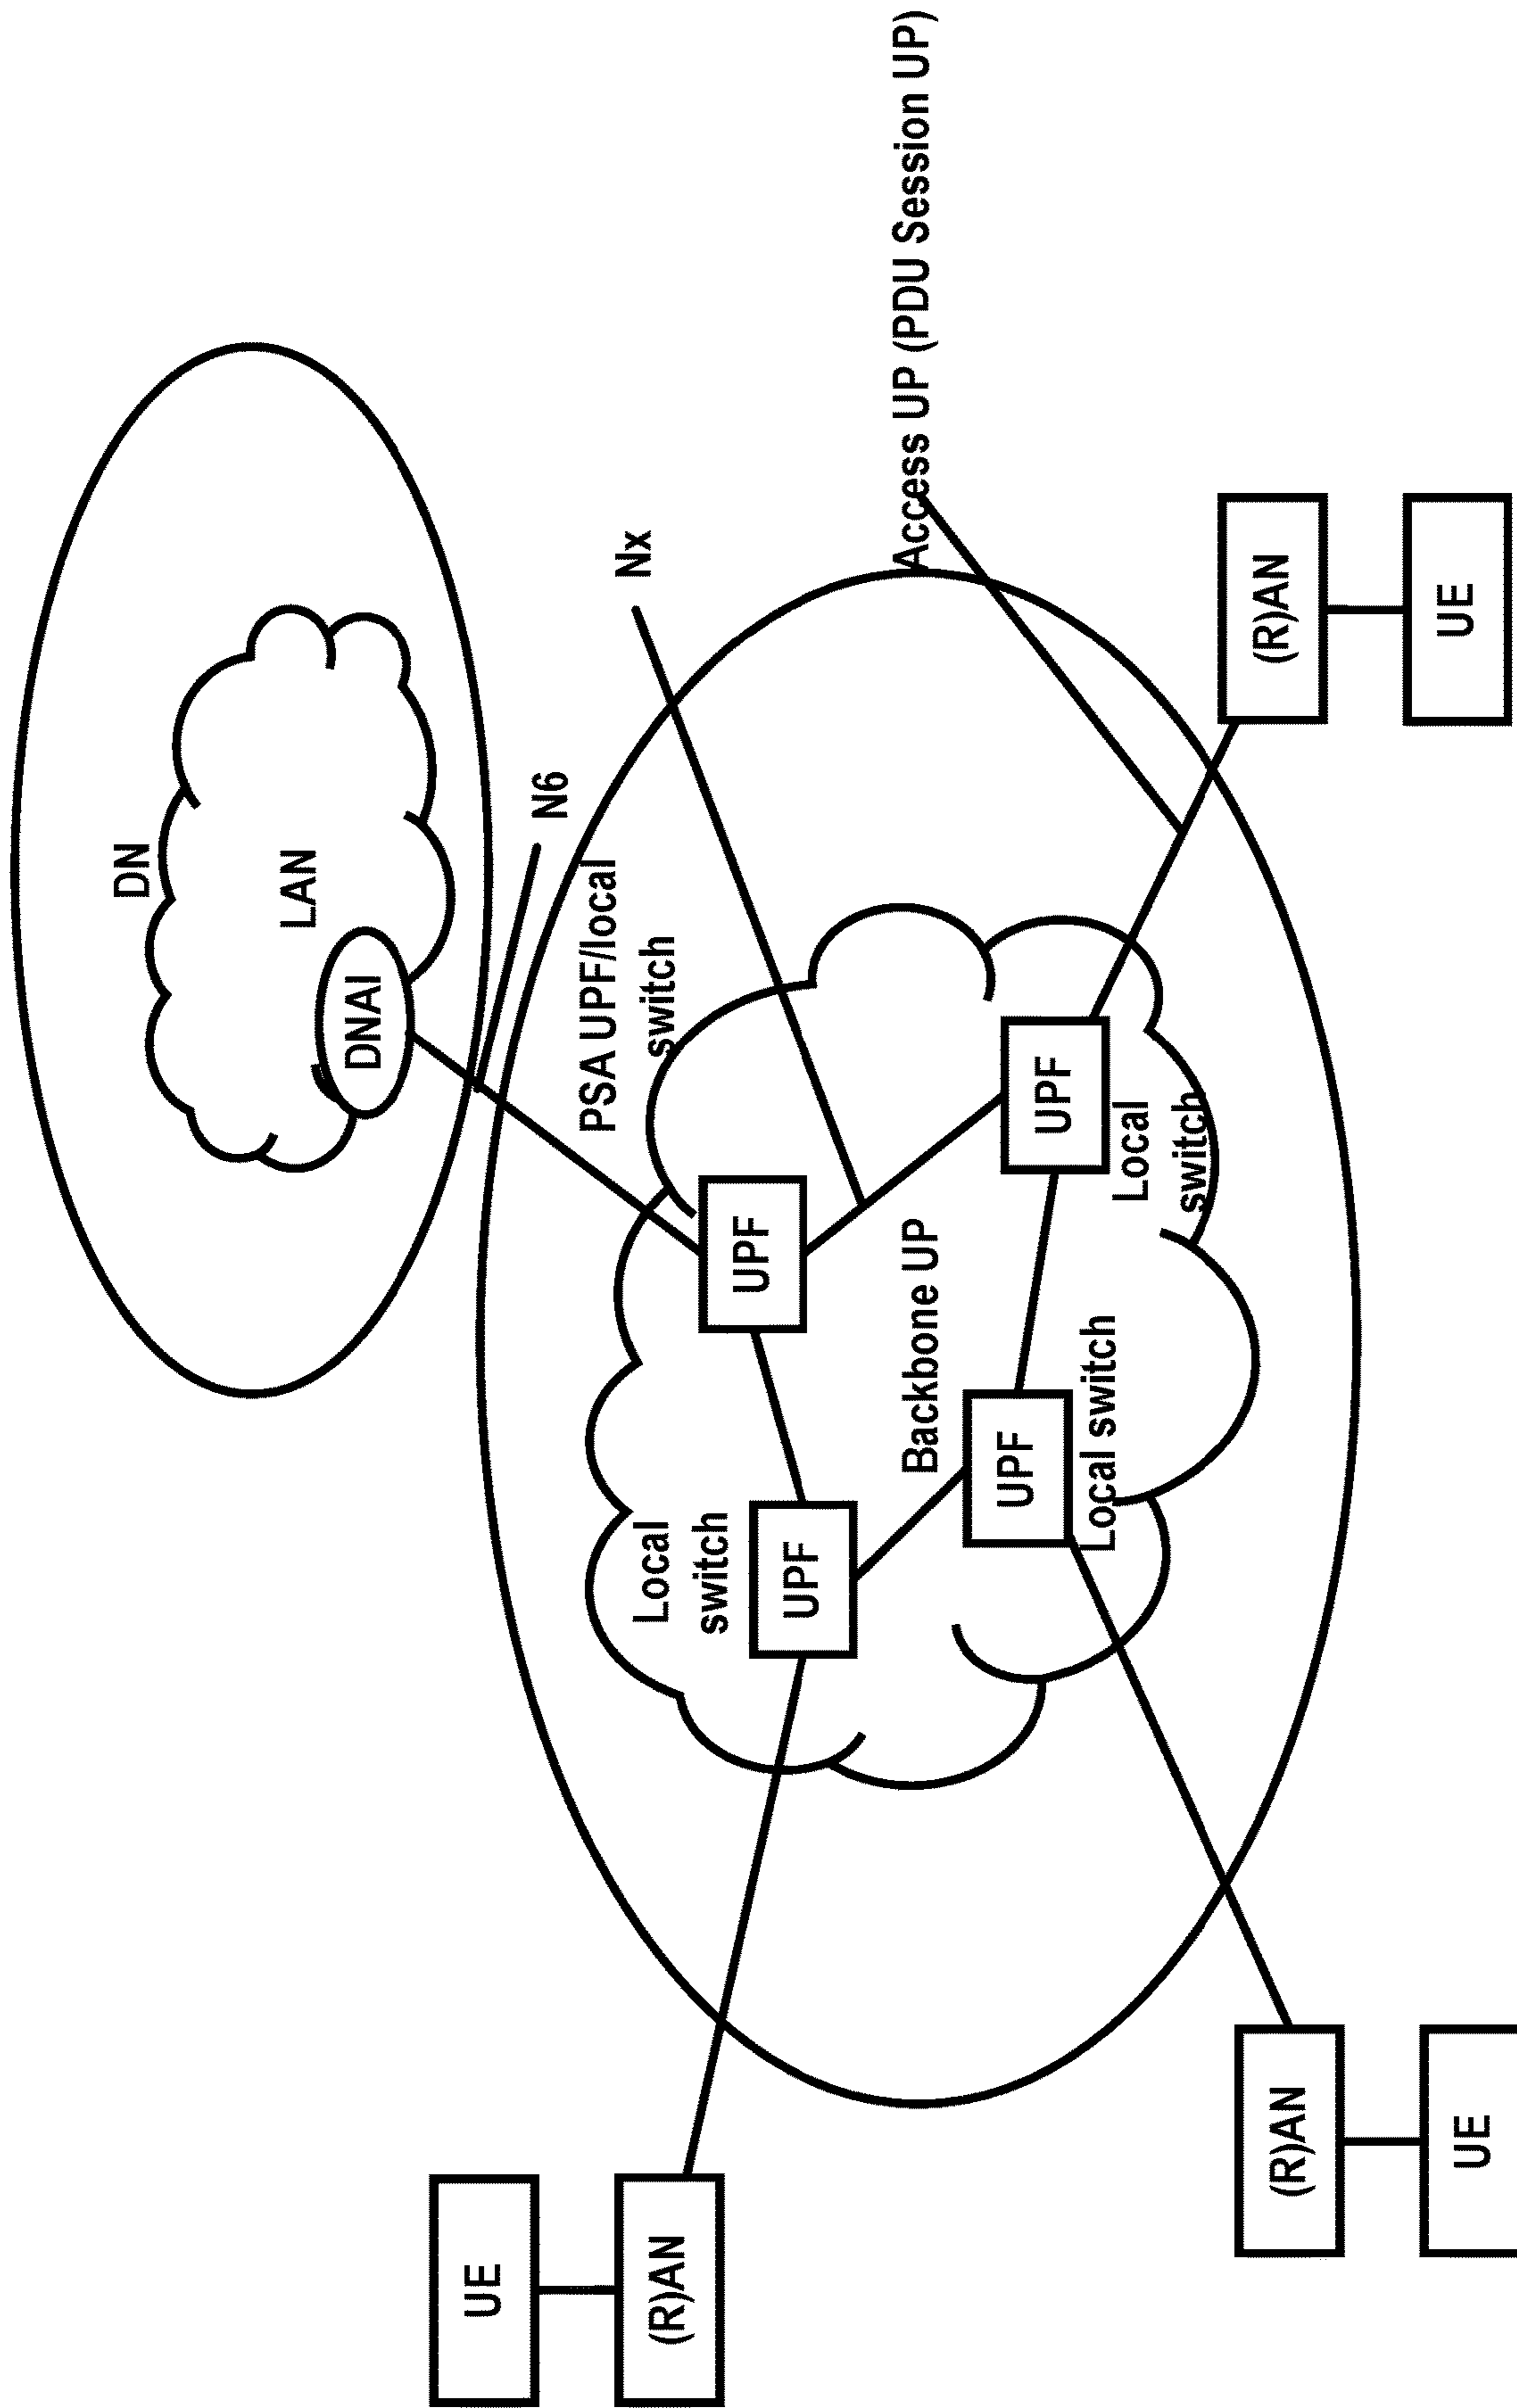 DN
LAN
DNAI
N6
PSA UPF/local
switch
Nx
UPF
Local
switch
UPF
Backbone UP
Access UP (PDU Session UP)
UPF
Local switch
UPF
Local
switch
UE
(R)AN
(R)AN
UE
(R)AN
UE